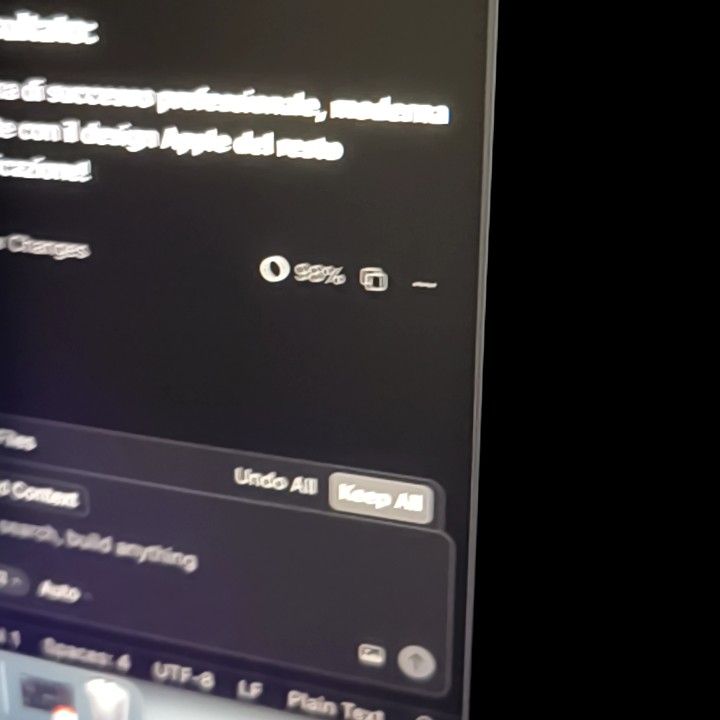 a di successo professionale, moderna
e con il design Apple del resto
cazione!
Changes
98%
Files
Undo All
Keep All
Context
search, build anything
Auto
Spaces: 4
UTF-8
LF
Plain Text